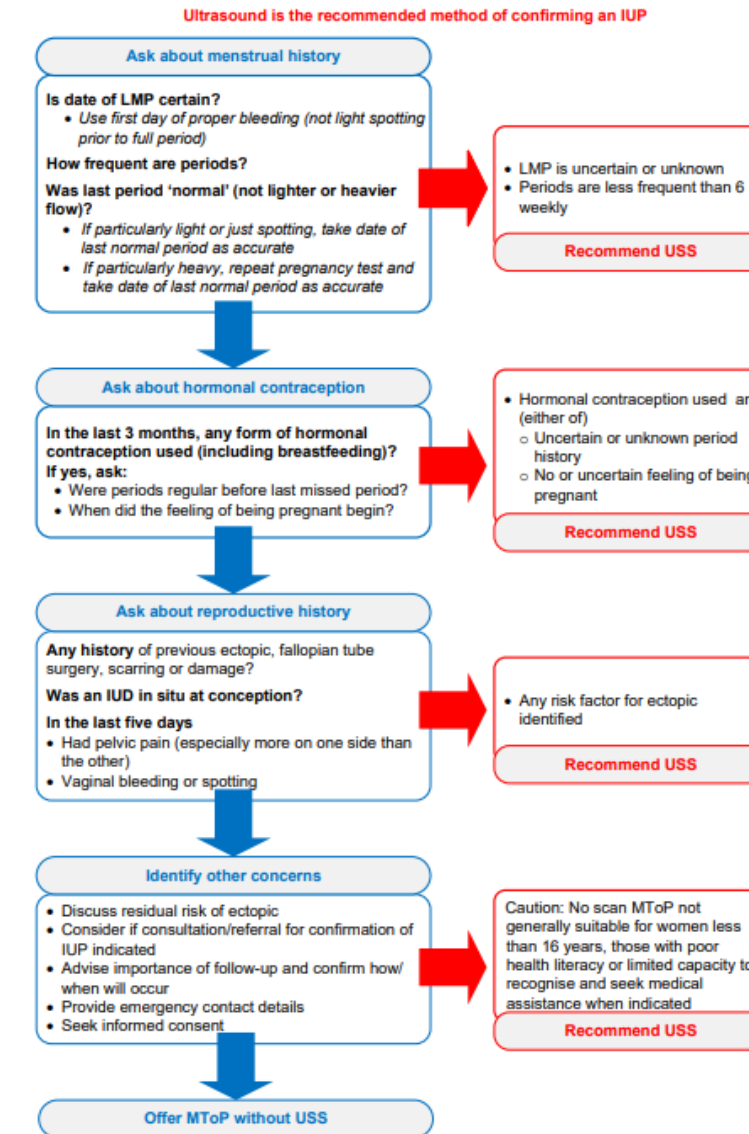 Ultrasound is the recommended method of confirming an IUP
Ask about menstrual history
Is date of LMP certain?
• Use first day of proper bleeding (not light spotting
prior to full period)
How frequent are periods?
Was last period ‘normal’ (not lighter or heavier
flow)?
• If particularly light or just spotting, take date of
last normal period as accurate
• If particularly heavy, repeat pregnancy test and
take date of last normal period as accurate
• LMP is uncertain or unknown
• Periods are less frequent than 6
weekly
Recommend USS
Ask about hormonal contraception
In the last 3 months, any form of hormonal
contraception used (including breastfeeding)?
If yes, ask:
• Were periods regular before last missed period?
• When did the feeling of being pregnant begin?
• Hormonal contraception used
(either of)
o Uncertain or unknown period
history
o No or uncertain feeling of
pregnant
Recommend USS
Ask about reproductive history
Any history of previous ectopic, fallopian tube
surgery, scarring or damage?
Was an IUD in situ at conception?
In the last five days
• Had pelvic pain (especially more on one side than
the other)
• Vaginal bleeding or spotting
• Any risk factor for ectopic
identified
Recommend USS
Identify other concerns
• Discuss residual risk of ectopic
• Consider if consultation/referral for confirmation of
IUP indicated
• Advise importance of follow-up and confirm how/
when will occur
• Provide emergency contact details
• Seek informed consent
Caution: No scan MToP not
generally suitable for women less
than 16 years, those with poor
health literacy or limited capacity
recognise and seek medical
assistance when indicated
Recommend USS
Offer MToP without USS